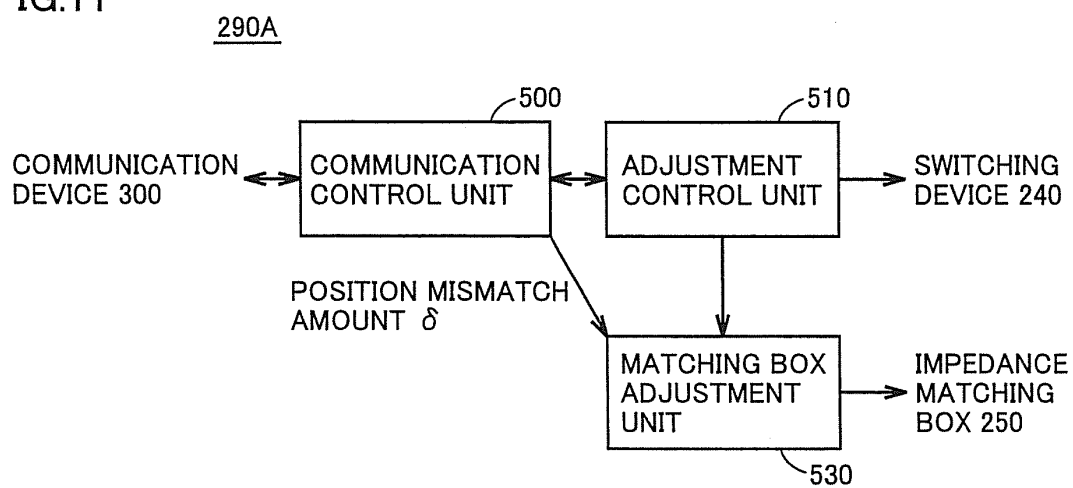 IG.11
290A
500
510
COMMUNICATION
DEVICE 300
COMMUNICATION
CONTROL UNIT
ADJUSTMENT
CONTROL UNIT
SWITCHING
DEVICE 240
POSITION MISMATCH
AMOUNT δ
MATCHING BOX
ADJUSTMENT
UNIT
IMPEDANCE
MATCHING
BOX 250
530